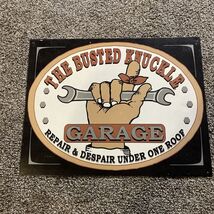 THE BUSTED KNUCKLE
GARAGE
REPAIR & DESPAIR UNDER ONE ROOF